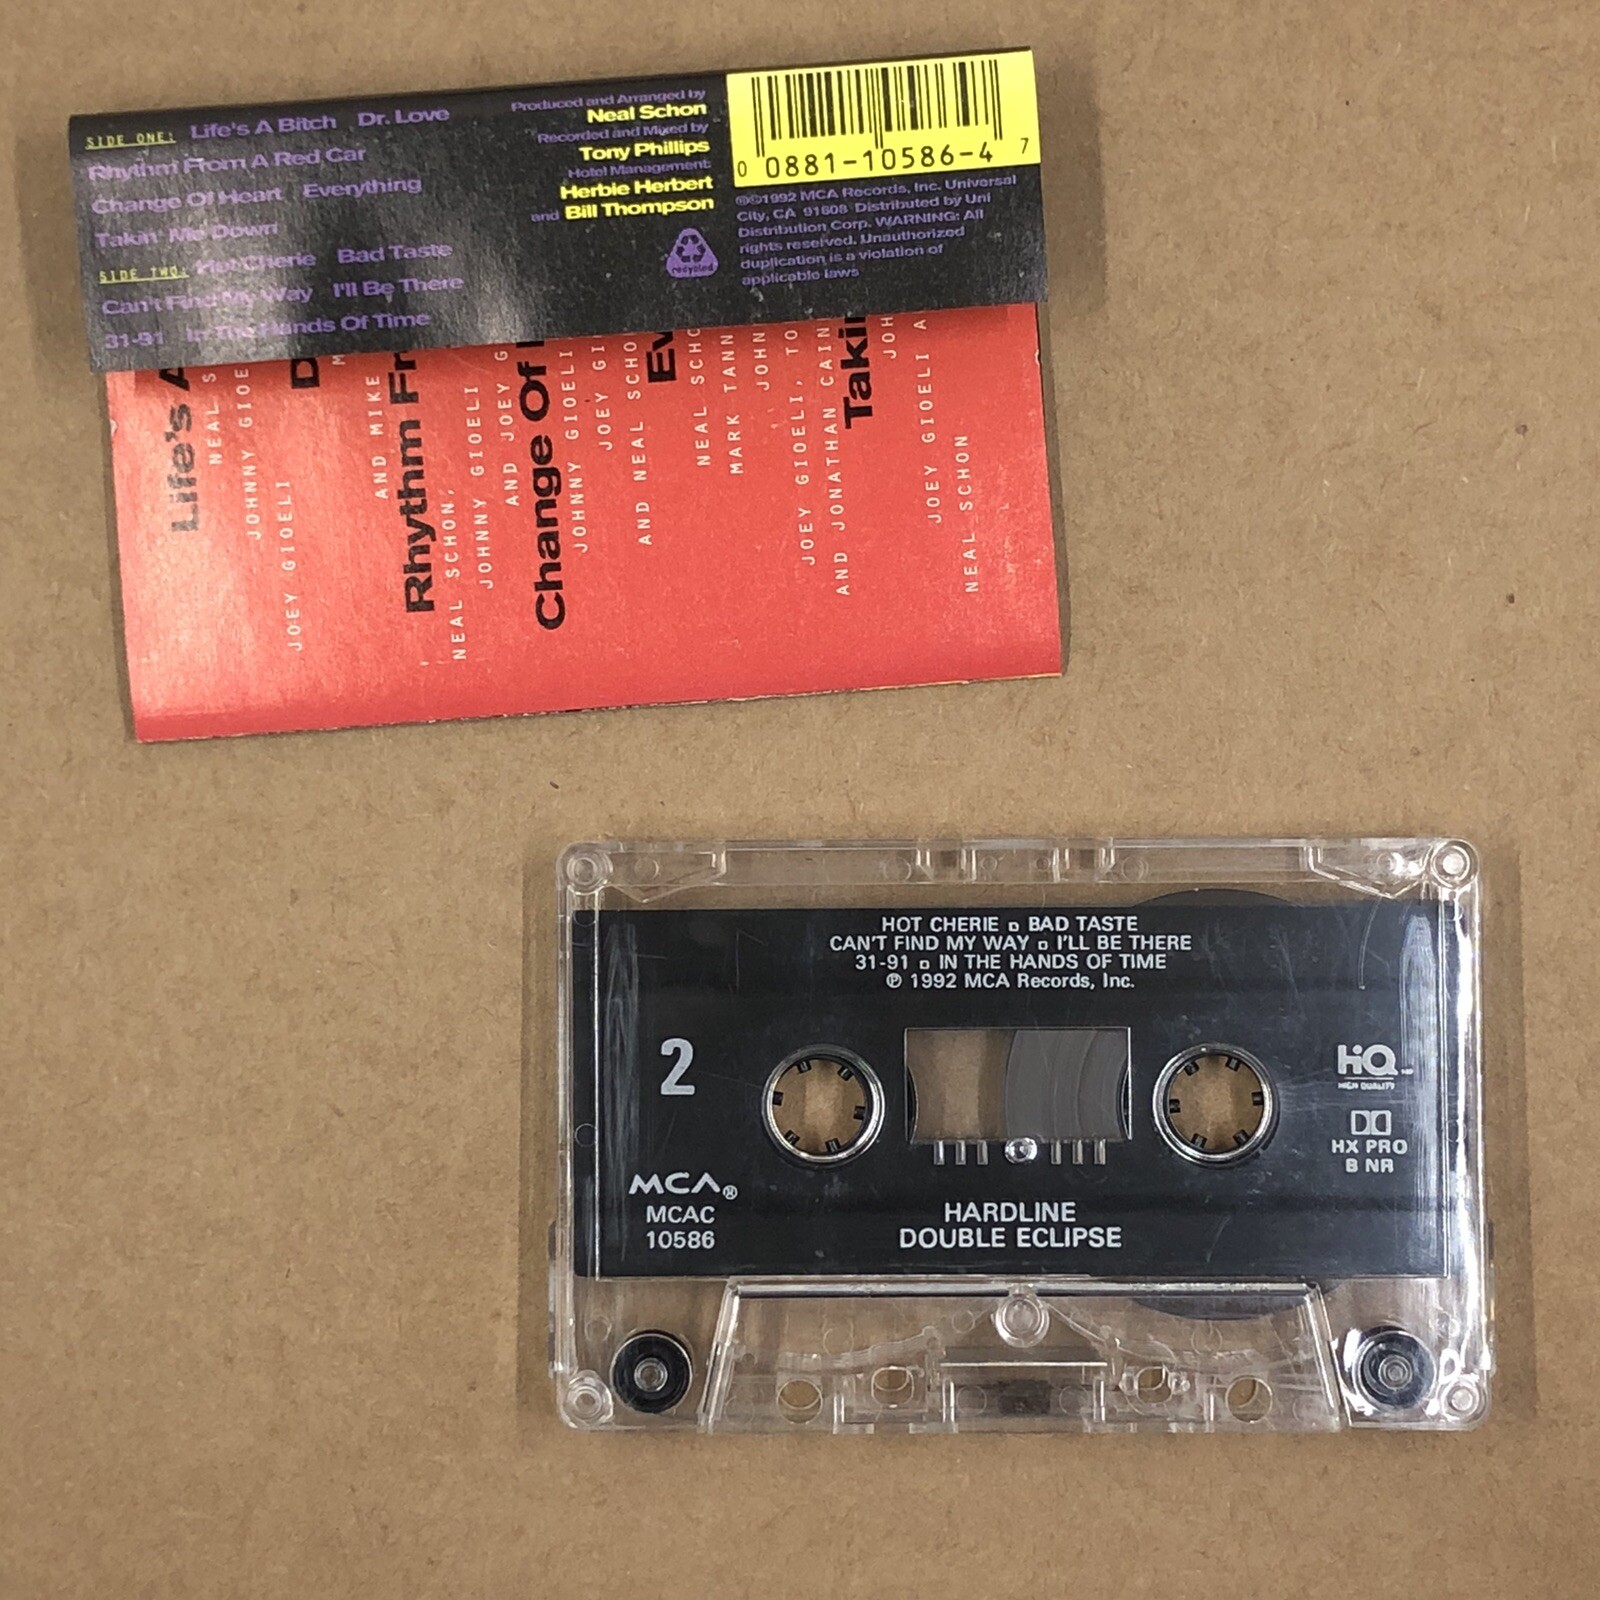 SIDE ONE: Life's A Bitch Dr. Love
Rhythm From A Red Car
Change Of Heart Everything
Takin' Me Down
SIDE TWO: Hot Cherie Bad Taste
Can't Find My Way I'll Be There
31-91 In The Hands Of Time
Produced and Arranged by
Neal Schon
Recorded and Mixed by
Tony Phillips
Hotel Management:
Herbie Herbert
and Bill Thompson
recycled
0 0881-10586-4 7
℗©1992 MCA Records, Inc. Universal
City, CA 91608 Distributed by Uni
Distribution Corp. WARNING: All
rights reserved. Unauthorized
duplication is a violation of
applicable laws
Life's A
NEAL S
JOHNNY GIOE
JOEY GIOELI
D
M
AND MIKE
Rhythm Fr
NEAL SCHON,
JOHNNY GIOELI
AND JOEY G
Change Of
JOHNNY GIOELI
JOEY GI
AND NEAL SCHO
Ev
NEAL SCHO
MARK TANN
JOHN
JOEY GIOELI, TO
AND JONATHAN CAIN
Takin
JOH
JOEY GIOELI A
NEAL SCHON
HOT CHERIE ▫ BAD TASTE
CAN'T FIND MY WAY ▫ I'LL BE THERE
31-91 ▫ IN THE HANDS OF TIME
℗ 1992 MCA Records, Inc.
2
HiQ
HIGH QUALITY
HX PRO
B NR
MCA®
MCAC
10586
HARDLINE
DOUBLE ECLIPSE